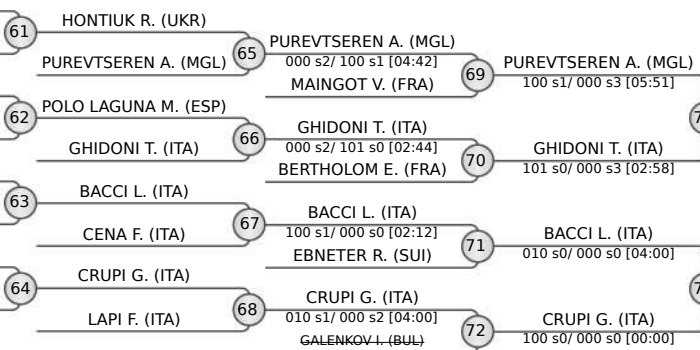 HONTIUK R. (UKR)
61
PUREVTSEREN A. (MGL)
65
PUREVTSEREN A. (MGL)
000 s2/ 100 s1 [04:42]
MAINGOT V. (FRA)
69
PUREVTSEREN A. (MGL)
100 s1/ 000 s3 [05:51]
POLO LAGUNA M. (ESP)
62
GHIDONI T. (ITA)
66
GHIDONI T. (ITA)
000 s2/ 101 s0 [02:44]
BERTHOLOM E. (FRA)
70
GHIDONI T. (ITA)
101 s0/ 000 s3 [02:58]
BACCI L. (ITA)
63
CENA F. (ITA)
67
BACCI L. (ITA)
100 s1/ 000 s0 [02:12]
EBNETER R. (SUI)
71
BACCI L. (ITA)
010 s0/ 000 s0 [04:00]
CRUPI G. (ITA)
64
LAPI F. (ITA)
68
CRUPI G. (ITA)
010 s1/ 000 s2 [04:00]
GALENKOV I. (BUL)
72
CRUPI G. (ITA)
100 s0/ 000 s0 [00:00]